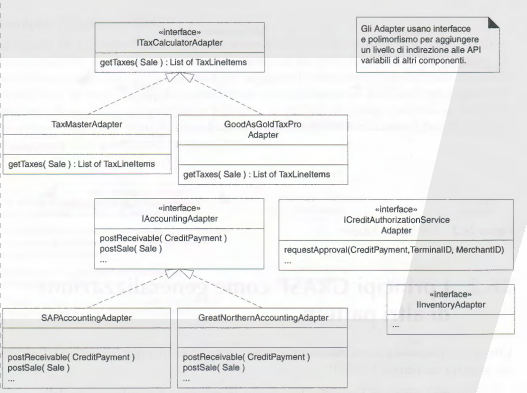 «interface»
ITaxCalculatorAdapter
getTaxes( Sale ) : List of TaxLineItems
Gli Adapter usano interfacce
e polimorfismo per aggiungere
un livello di indirezione alle API
variabili di altri componenti.
TaxMasterAdapter
getTaxes( Sale ) : List of TaxLineItems
GoodAsGoldTaxPro
Adapter
getTaxes( Sale ) : List of TaxLineItems
«interface»
IAccountingAdapter
postReceivable( CreditPayment )
postSale( Sale )
...
«interface»
ICreditAuthorizationService
Adapter
requestApproval(CreditPayment,TerminalID, MerchantID)
...
«interface»
IInventoryAdapter
...
SAPAccountingAdapter
postReceivable( CreditPayment )
postSale( Sale )
...
GreatNorthernAccountingAdapter
postReceivable( CreditPayment )
postSale( Sale )
...